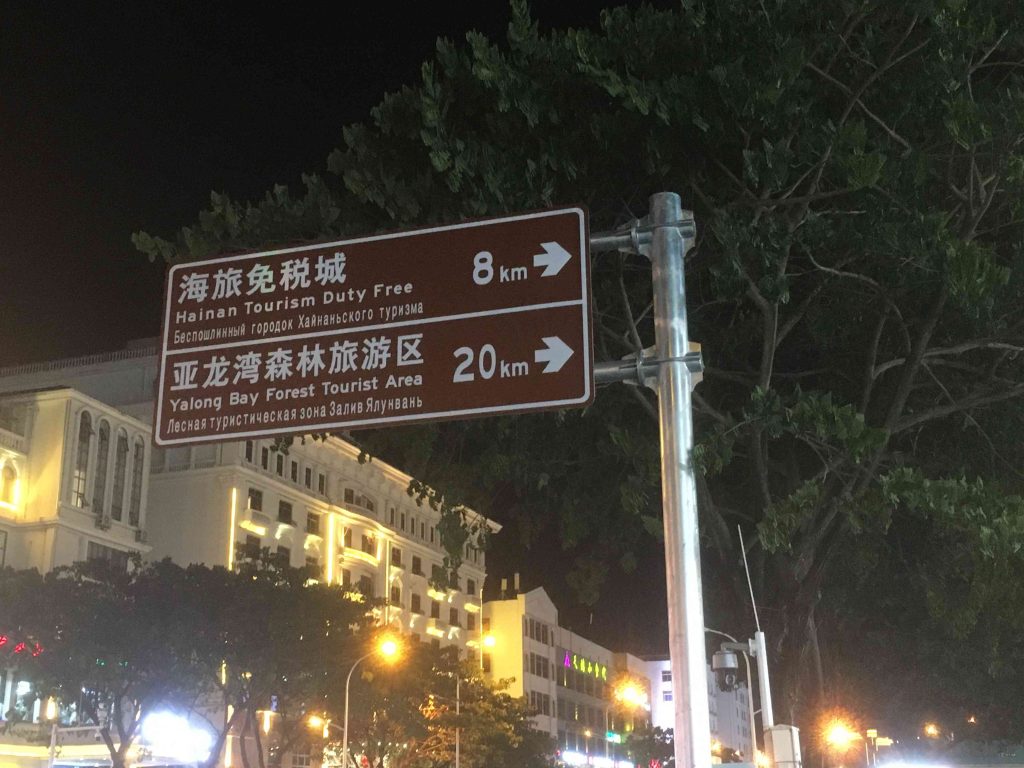 海旅免税城
Hainan Tourism Duty Free
Беспошлинный городок Хайнаньского туризма
8km
亚龙湾森林旅游区
Yalong Bay Forest Tourist Area
Лесная туристическая зона Залив Ялунвань
20km